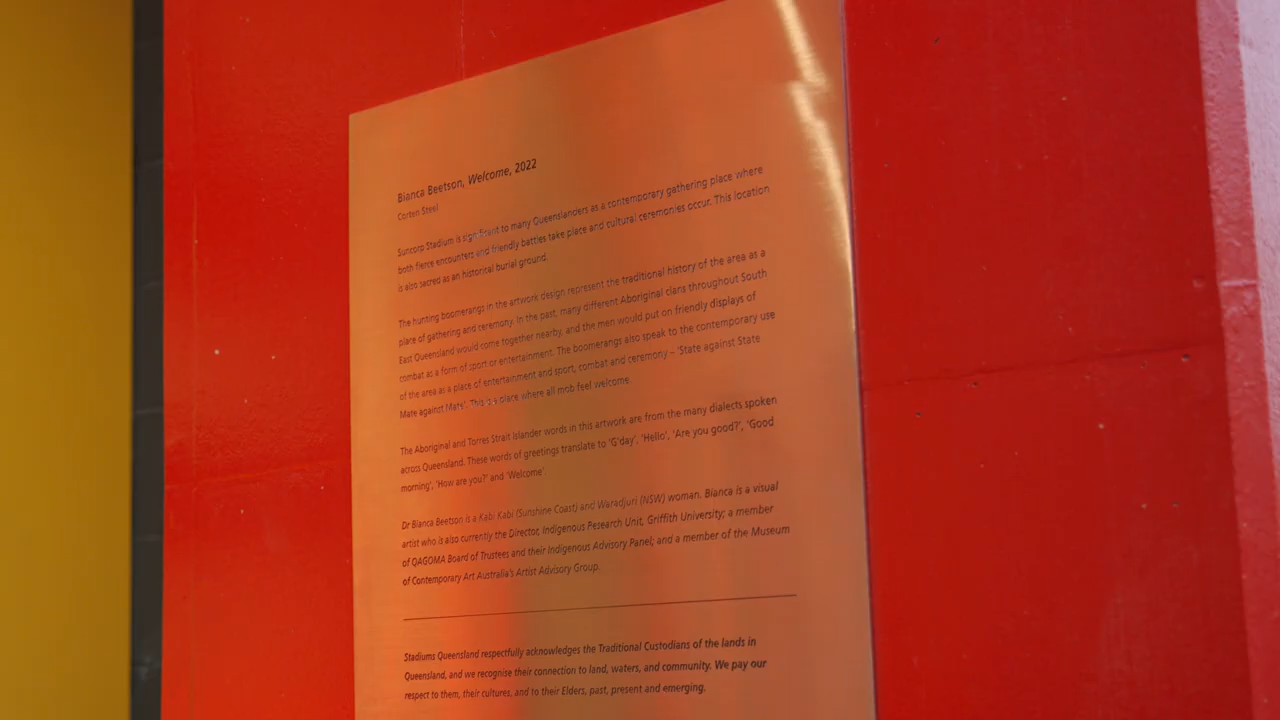 Bianca Beetson, Welcome, 2022
Corten Steel
Suncorp Stadium is significant to many Queenslanders as a contemporary gathering place where
both fierce encounters and friendly battles take place and cultural ceremonies occur. This location
is also sacred as an historical burial ground.
The hunting boomerangs in the artwork design represent the traditional history of the area as a
place of gathering and ceremony. In the past, many different Aboriginal clans throughout South
East Queensland would come together nearby, and the men would put on friendly displays of
combat as a form of sport or entertainment. The boomerangs also speak to the contemporary use
of the area as a place of entertainment and sport, combat and ceremony – 'State against State
Mate against Mate'. This is a place where all mob feel welcome.
The Aboriginal and Torres Strait Islander words in this artwork are from the many dialects spoken
across Queensland. These words of greetings translate to 'G'day', 'Hello', 'Are you good?', 'Good
morning', 'How are you?' and 'Welcome'
Dr Bianca Beetson is a Kabi Kabi (Sunshine Coast) and Waradjuri (NSW) woman. Bianca is a visual
artist who is also currently the Director, Indigenous Research Unit, Griffith University; a member
of QAGOMA Board of Trustees and their Indigenous Advisory Panel; and a member of the Museum
of Contemporary Art Australia's Artist Advisory Group.
Stadiums Queensland respectfully acknowledges the Traditional Custodians of the lands in
Queensland, and we recognise their connection to land, waters, and community. We pay our
respect to them, their cultures, and to their Elders, past, present and emerging.